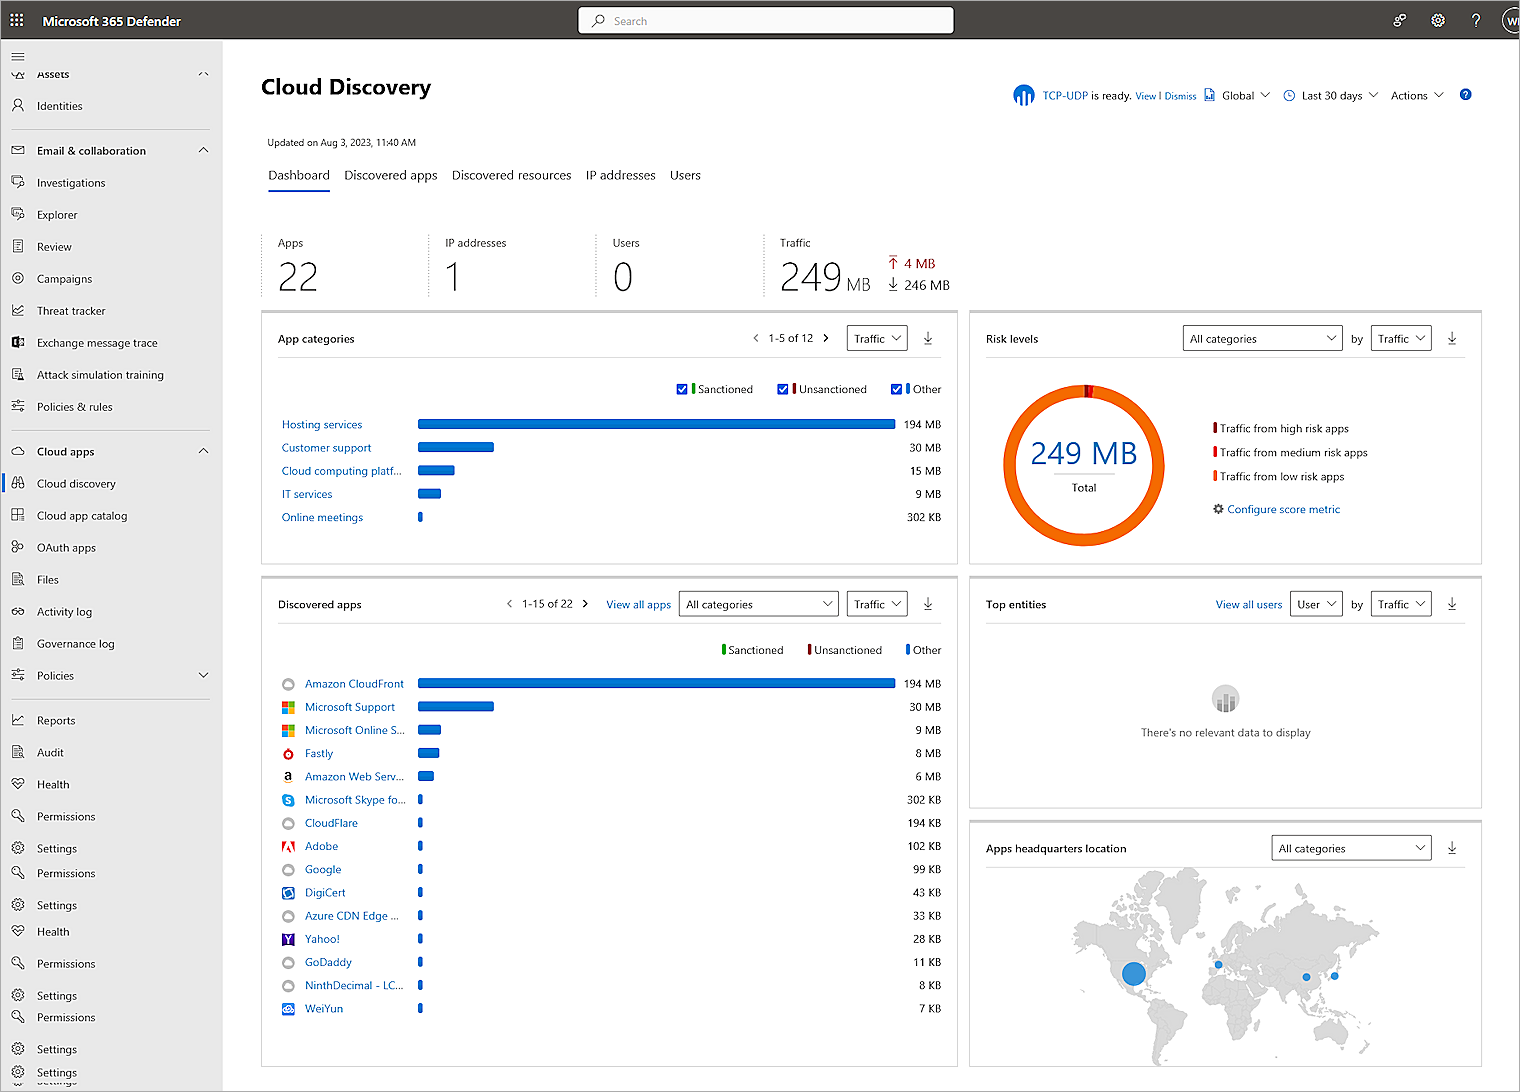 Microsoft 365 Defender
Search
?
Assets
Identities
Email & collaboration
Investigations
Explorer
Review
Campaigns
Threat tracker
Exchange message trace
Attack simulation training
Policies & rules
Cloud apps
Cloud discovery
Cloud app catalog
OAuth apps
Files
Activity log
Governance log
Policies
Reports
Audit
Health
Permissions
Settings
Permissions
Settings
Health
Permissions
Settings
Permissions
Settings
Settings
Cloud Discovery
TCP-UDP is ready. View | Dismiss
Global
Last 30 days
Actions
?
Updated on Aug 3, 2023, 11:40 AM
Dashboard Discovered apps Discovered resources IP addresses Users
Apps
22
IP addresses
1
Users
0
Traffic
249 MB
4 MB
246 MB
App categories
1-5 of 12
Traffic
Sanctioned Unsanctioned Other
Hosting services 194 MB
Customer support 30 MB
Cloud computing platf... 15 MB
IT services 9 MB
Online meetings 302 KB
Risk levels
All categories by Traffic
249 MB
Total
Traffic from high risk apps
Traffic from medium risk apps
Traffic from low risk apps
Configure score metric
Discovered apps
1-15 of 22
View all apps
All categories
Traffic
Sanctioned Unsanctioned Other
Amazon CloudFront 194 MB
Microsoft Support 30 MB
Microsoft Online S... 9 MB
Fastly 8 MB
Amazon Web Serv... 6 MB
Microsoft Skype fo... 302 KB
CloudFlare 194 KB
Adobe 102 KB
Google 99 KB
DigiCert 43 KB
Azure CDN Edge ... 33 KB
Yahoo! 28 KB
GoDaddy 11 KB
NinthDecimal - LC... 8 KB
WeiYun 7 KB
Top entities
View all users
User by Traffic
There's no relevant data to display
Apps headquarters location
All categories